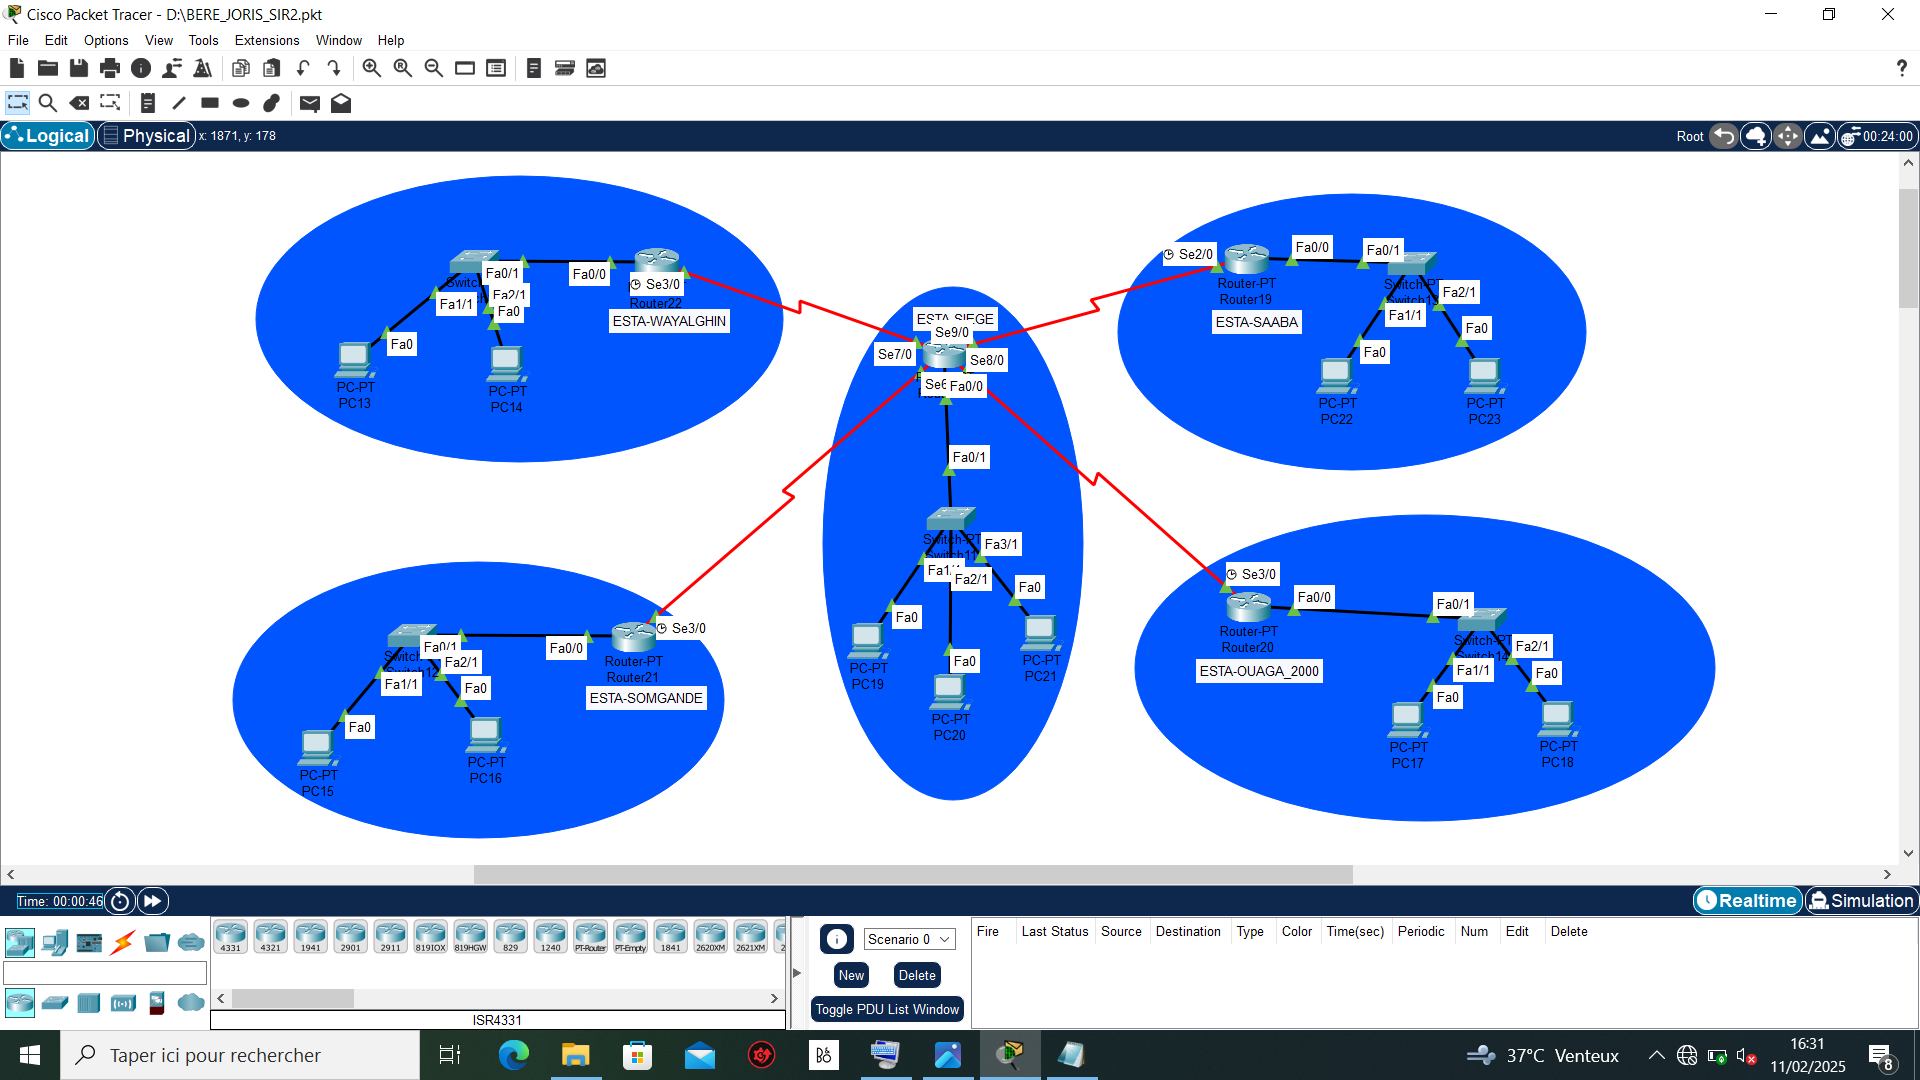 Cisco Packet Tracer - D:\BERE_JORIS_SIR2.pkt
File Edit Options View Tools Extensions Window Help
?
Logical Physical x: 1871, y: 178
Root 00:24:00
Fa0/1
Fa0/0
Se3/0
Router22
Fa1/1
Fa2/1
Fa0
Fa0
ESTA-WAYALGHIN
PC-PT
PC13
PC-PT
PC14
Se2/0
Fa0/0
Fa0/1
Router-PT
Router19
ESTA-SAABA
Fa2/1
Fa1/1
Fa0
Fa0
PC-PT
PC22
PC-PT
PC23
ESTA SIEGE
Se9/0
Se7/0
Se8/0
Fa0/0
Fa0/1
Switch-PT
Switch11
Fa3/1
Fa2/1
Fa0
Fa0
Fa0
PC-PT
PC19
PC-PT
PC20
PC-PT
PC21
Fa0/1
Fa0/0
Se3/0
Router-PT
Router21
ESTA-SOMGANDE
Fa2/1
Fa1/1
Fa0
Fa0
PC-PT
PC15
PC-PT
PC16
Se3/0
Fa0/0
Fa0/1
Router-PT
Router20
ESTA-OUAGA_2000
Switch-PT
Switch14
Fa2/1
Fa1/1
Fa0
Fa0
PC-PT
PC17
PC-PT
PC18
Time: 00:00:46
Realtime Simulation
4331 4321 1941 2901 2911 819IOX 819HGW 829 1240 PT-Router PT-Empty 1841 2620XM 2621XM
ISR4331
Scenario 0
New Delete
Toggle PDU List Window
Fire Last Status Source Destination Type Color Time(sec) Periodic Num Edit Delete
Taper ici pour rechercher
37°C Venteux
16:31
11/02/2025
8